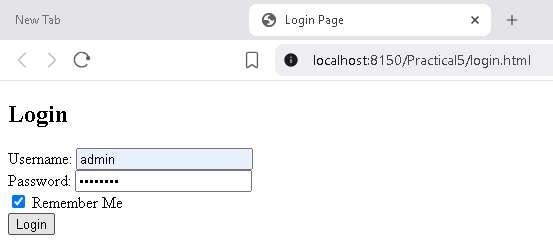 New Tab
Login Page
localhost:8150/Practical5/login.html
Login
Username: admin
Password: ••••••••
Remember Me
Login